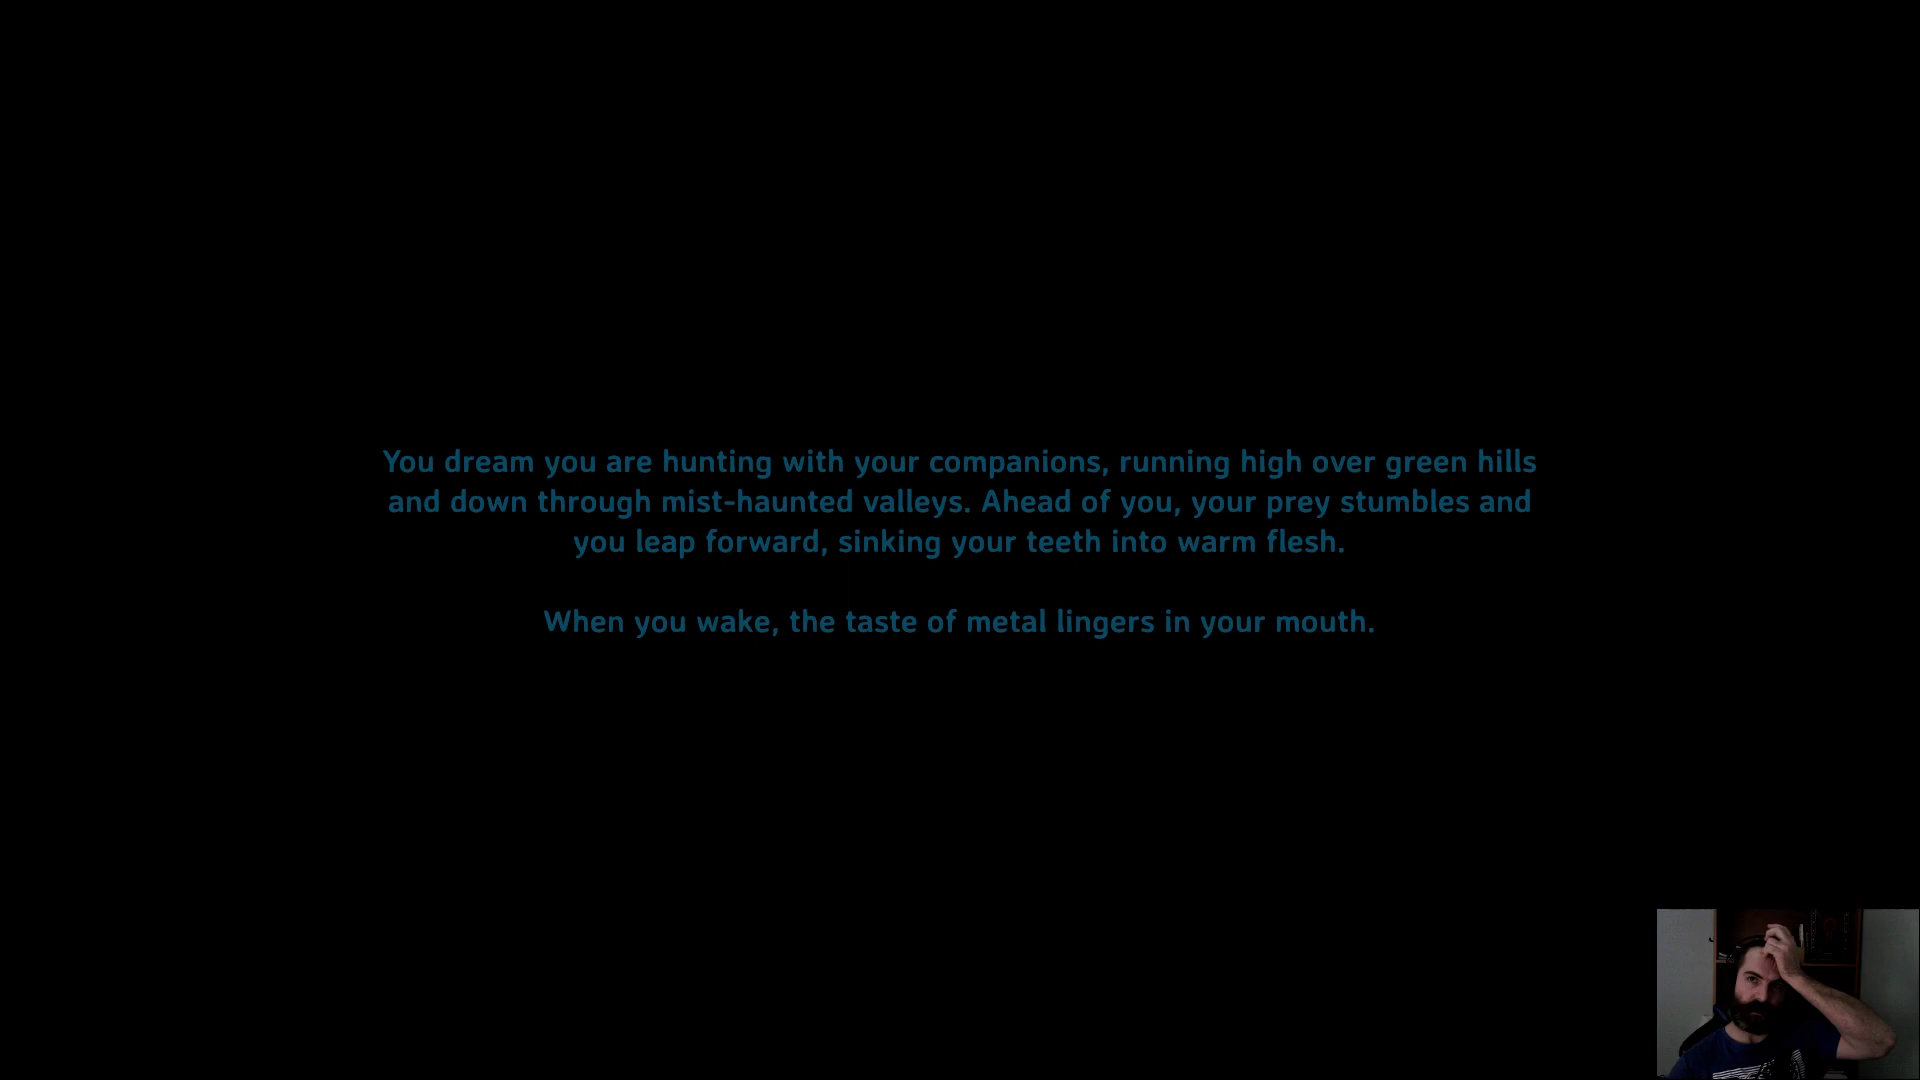 You dream you are hunting with your companions, running high over green hills
and down through mist-haunted valleys. Ahead of you, your prey stumbles and
you leap forward, sinking your teeth into warm flesh.
When you wake, the taste of metal lingers in your mouth.